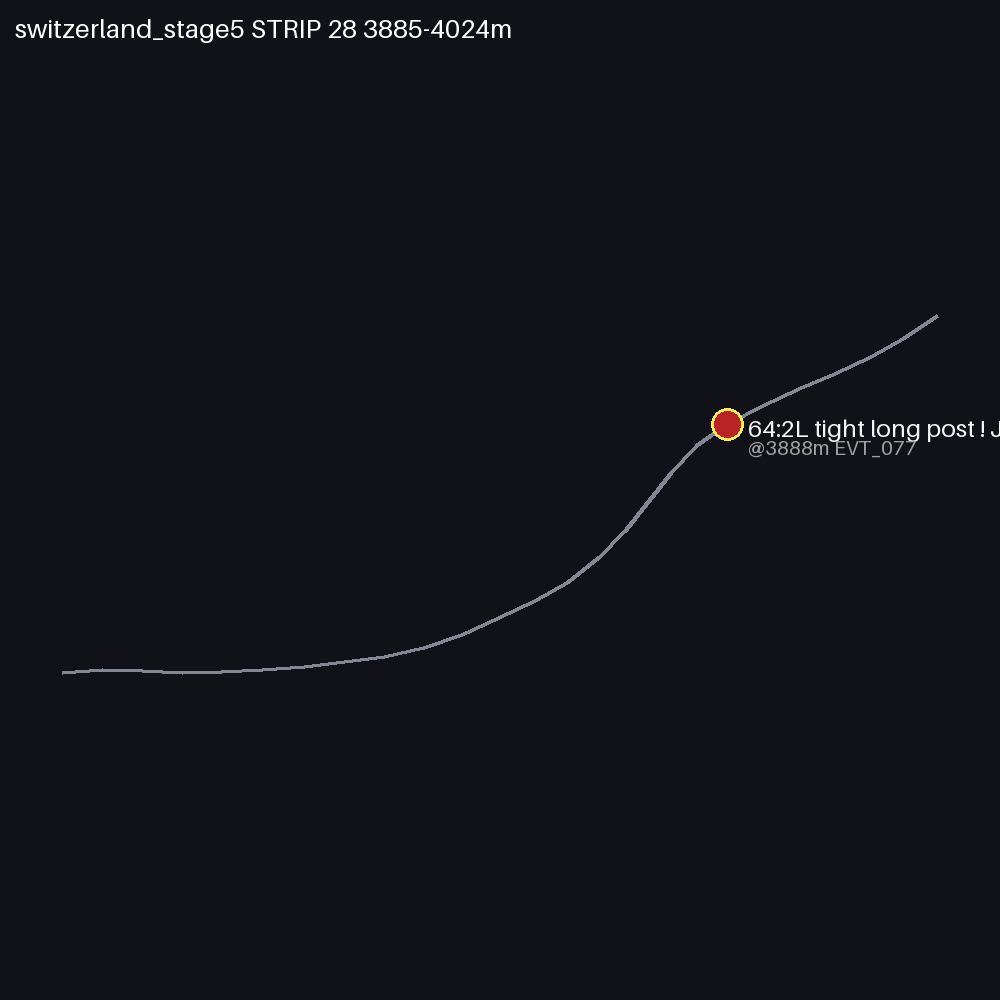 switzerland_stage5 STRIP 28 3885-4024m
64:2L tight long post ! J
@3888m EVT_077